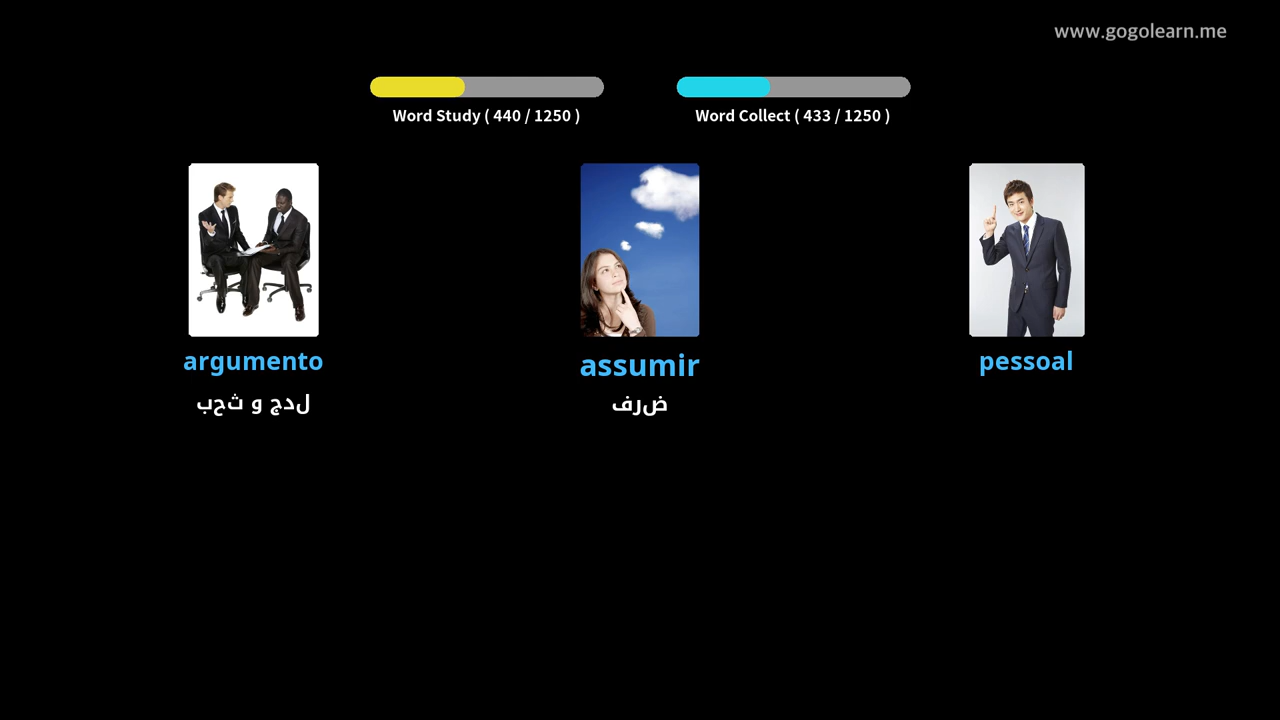 www.gogolearn.me
Word Study ( 440 / 1250 )
Word Collect ( 433 / 1250 )
argumento
لدج و ثحب
assumir
ضرف
pessoal